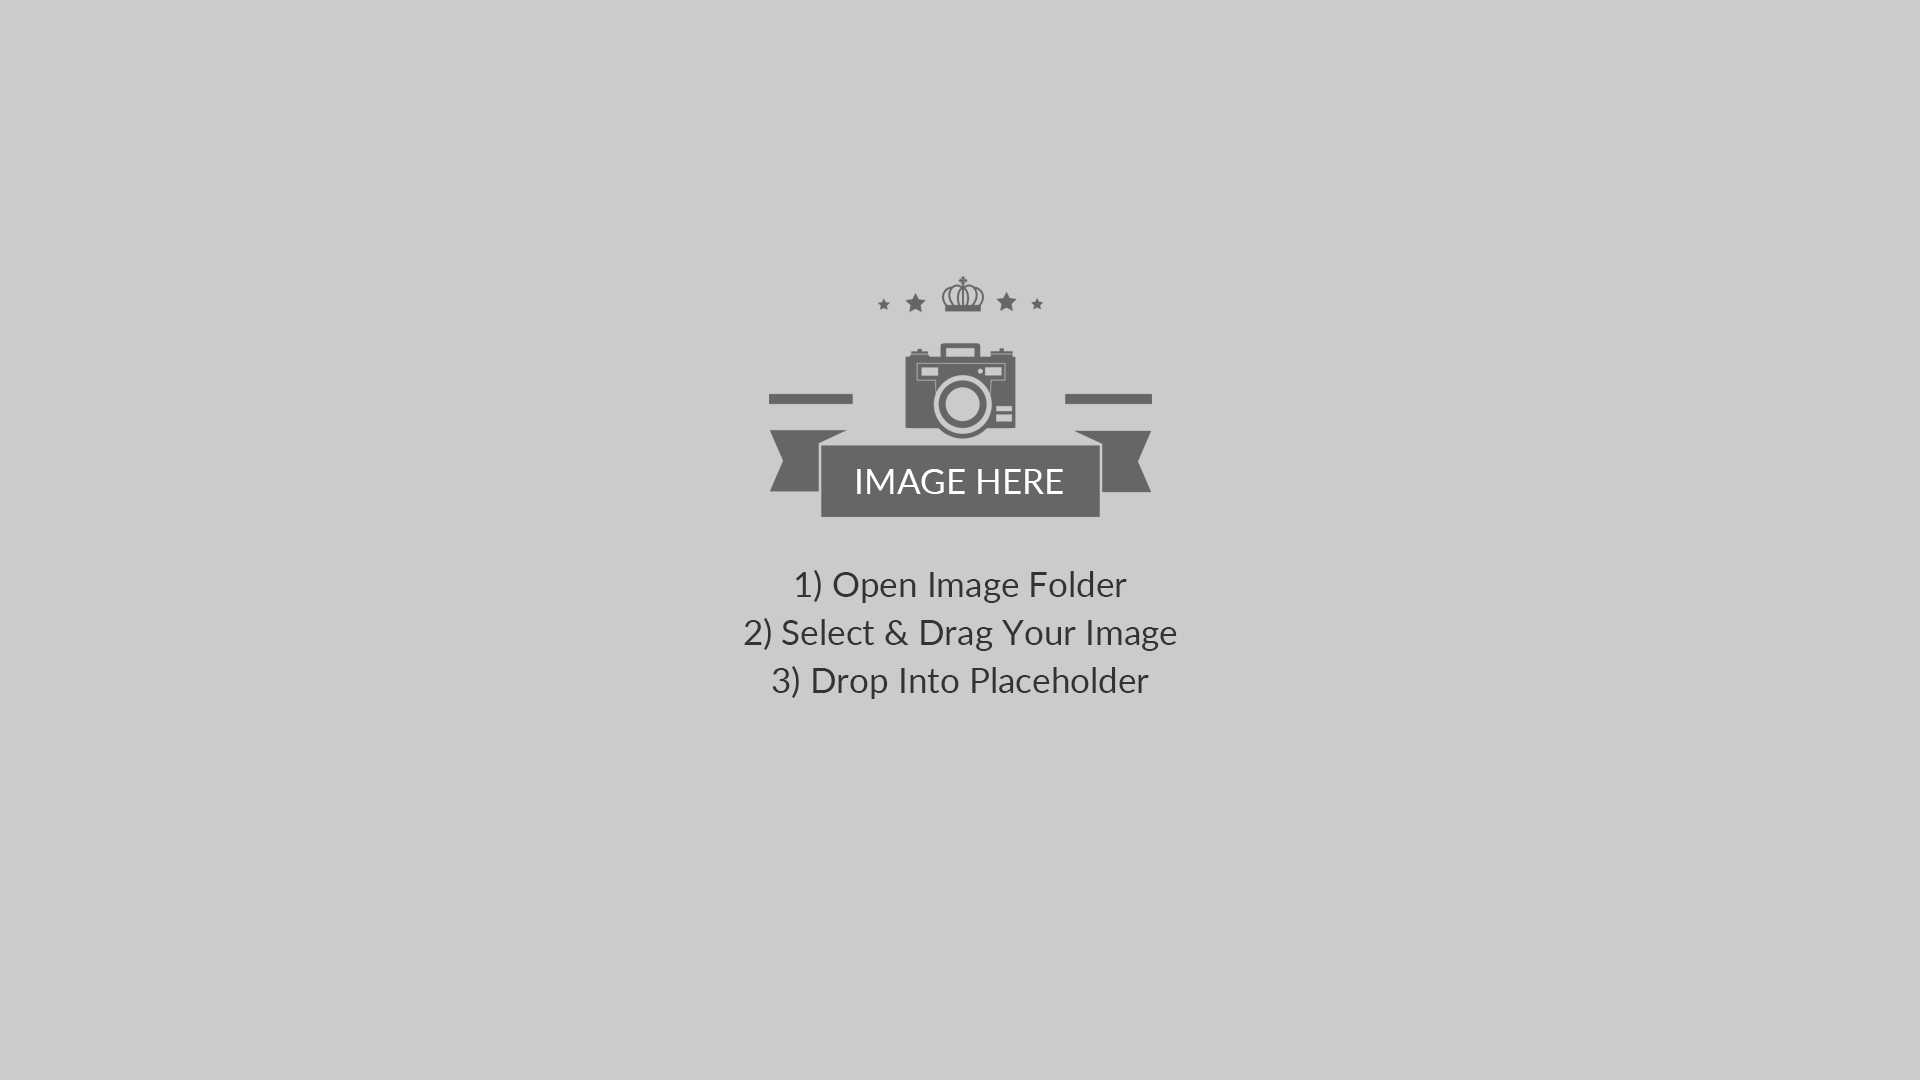 IMAGE HERE
1) Open Image Folder
2) Select & Drag Your Image
3) Drop Into Placeholder